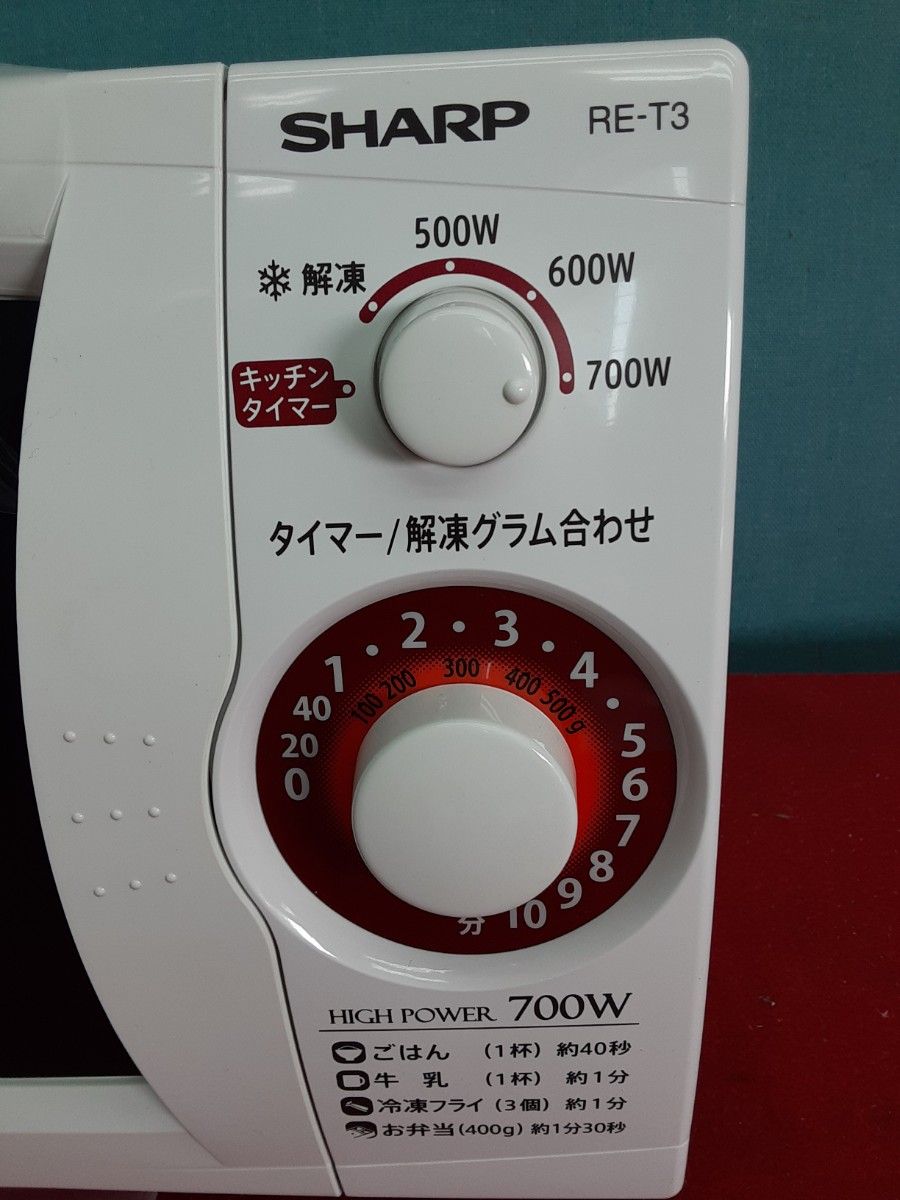 SHARP RE-T3
500W
解凍 600W
700W
キッチン
タイマー
タイマー/解凍グラム合わせ
0 20 40 1・2・3・4・5 6 7 8 9 10 分
100 200 300 400 500g
HIGH POWER 700W
ごはん (1杯) 約40秒
牛 乳 (1杯) 約1分
冷凍フライ (3個) 約1分
お弁当(400g) 約1分30秒